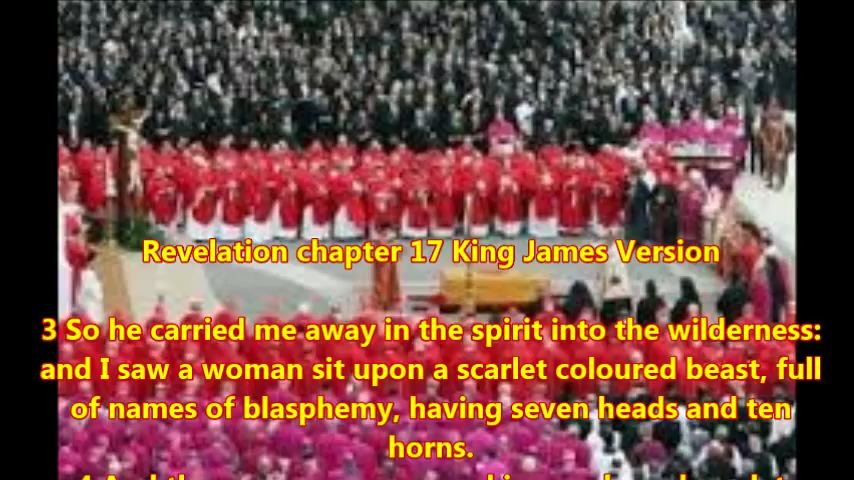 Revelation chapter 17 King James Version
3 So he carried me away in the spirit into the wilderness:
and I saw a woman sit upon a scarlet coloured beast, full
of names of blasphemy, having seven heads and ten
horns.